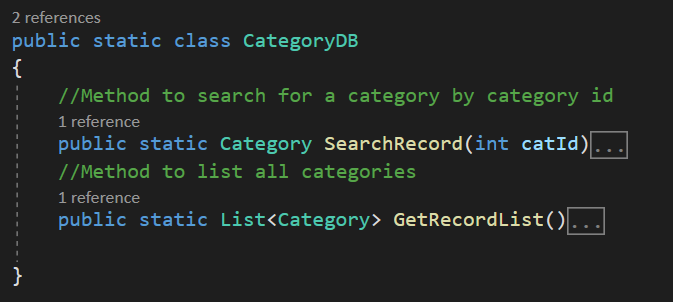 2 references
public static class CategoryDB
{
//Method to search for a category by category id
1 reference
public static Category SearchRecord(int catId)...
//Method to list all categories
1 reference
public static List<Category> GetRecordList()...
}